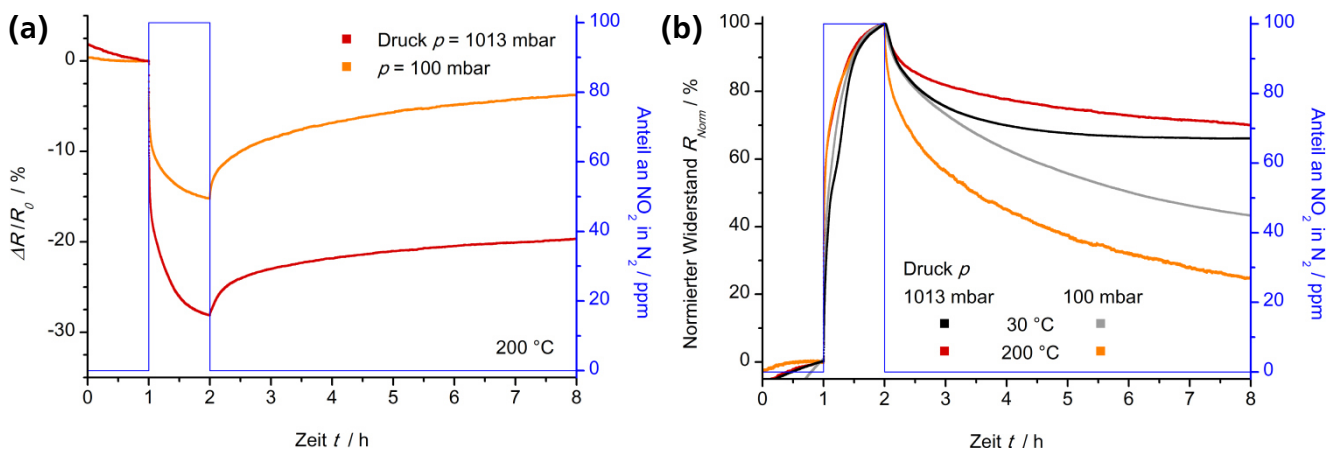 (a)
ΔR/R0 / %
0
-10
-20
-30
Druck p = 1013 mbar
p = 100 mbar
200 °C
0 1 2 3 4 5 6 7 8
Zeit t / h
100
80
60
40
20
0
Anteil an NO2 in N2 / ppm
(b)
Normierter Widerstand RNorm / %
100
80
60
40
20
0
Druck p
1013 mbar 100 mbar
30 °C
200 °C
0 1 2 3 4 5 6 7 8
Zeit t / h
100
80
60
40
20
0
Anteil an NO2 in N2 / ppm